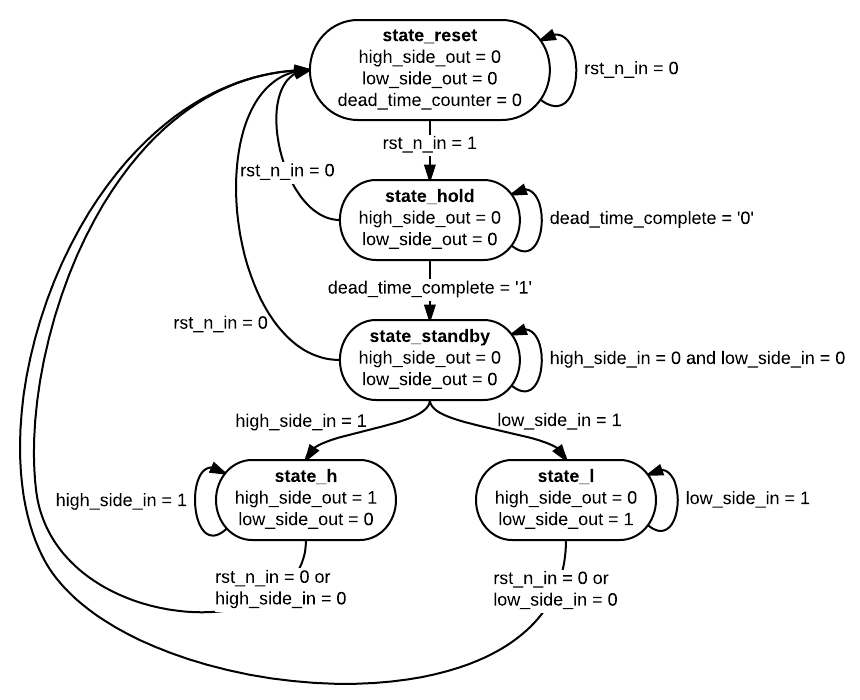 state_reset
high_side_out = 0
low_side_out = 0
dead_time_counter = 0
rst_n_in = 0
rst_n_in = 1
rst_n_in = 0
state_hold
high_side_out = 0
low_side_out = 0
dead_time_complete = '0'
dead_time_complete = '1'
rst_n_in = 0
state_standby
high_side_out = 0
low_side_out = 0
high_side_in = 0 and low_side_in = 0
high_side_in = 1
low_side_in = 1
state_h
high_side_out = 1
low_side_out = 0
high_side_in = 1
state_l
high_side_out = 0
low_side_out = 1
low_side_in = 1
rst_n_in = 0 or
high_side_in = 0
rst_n_in = 0 or
low_side_in = 0